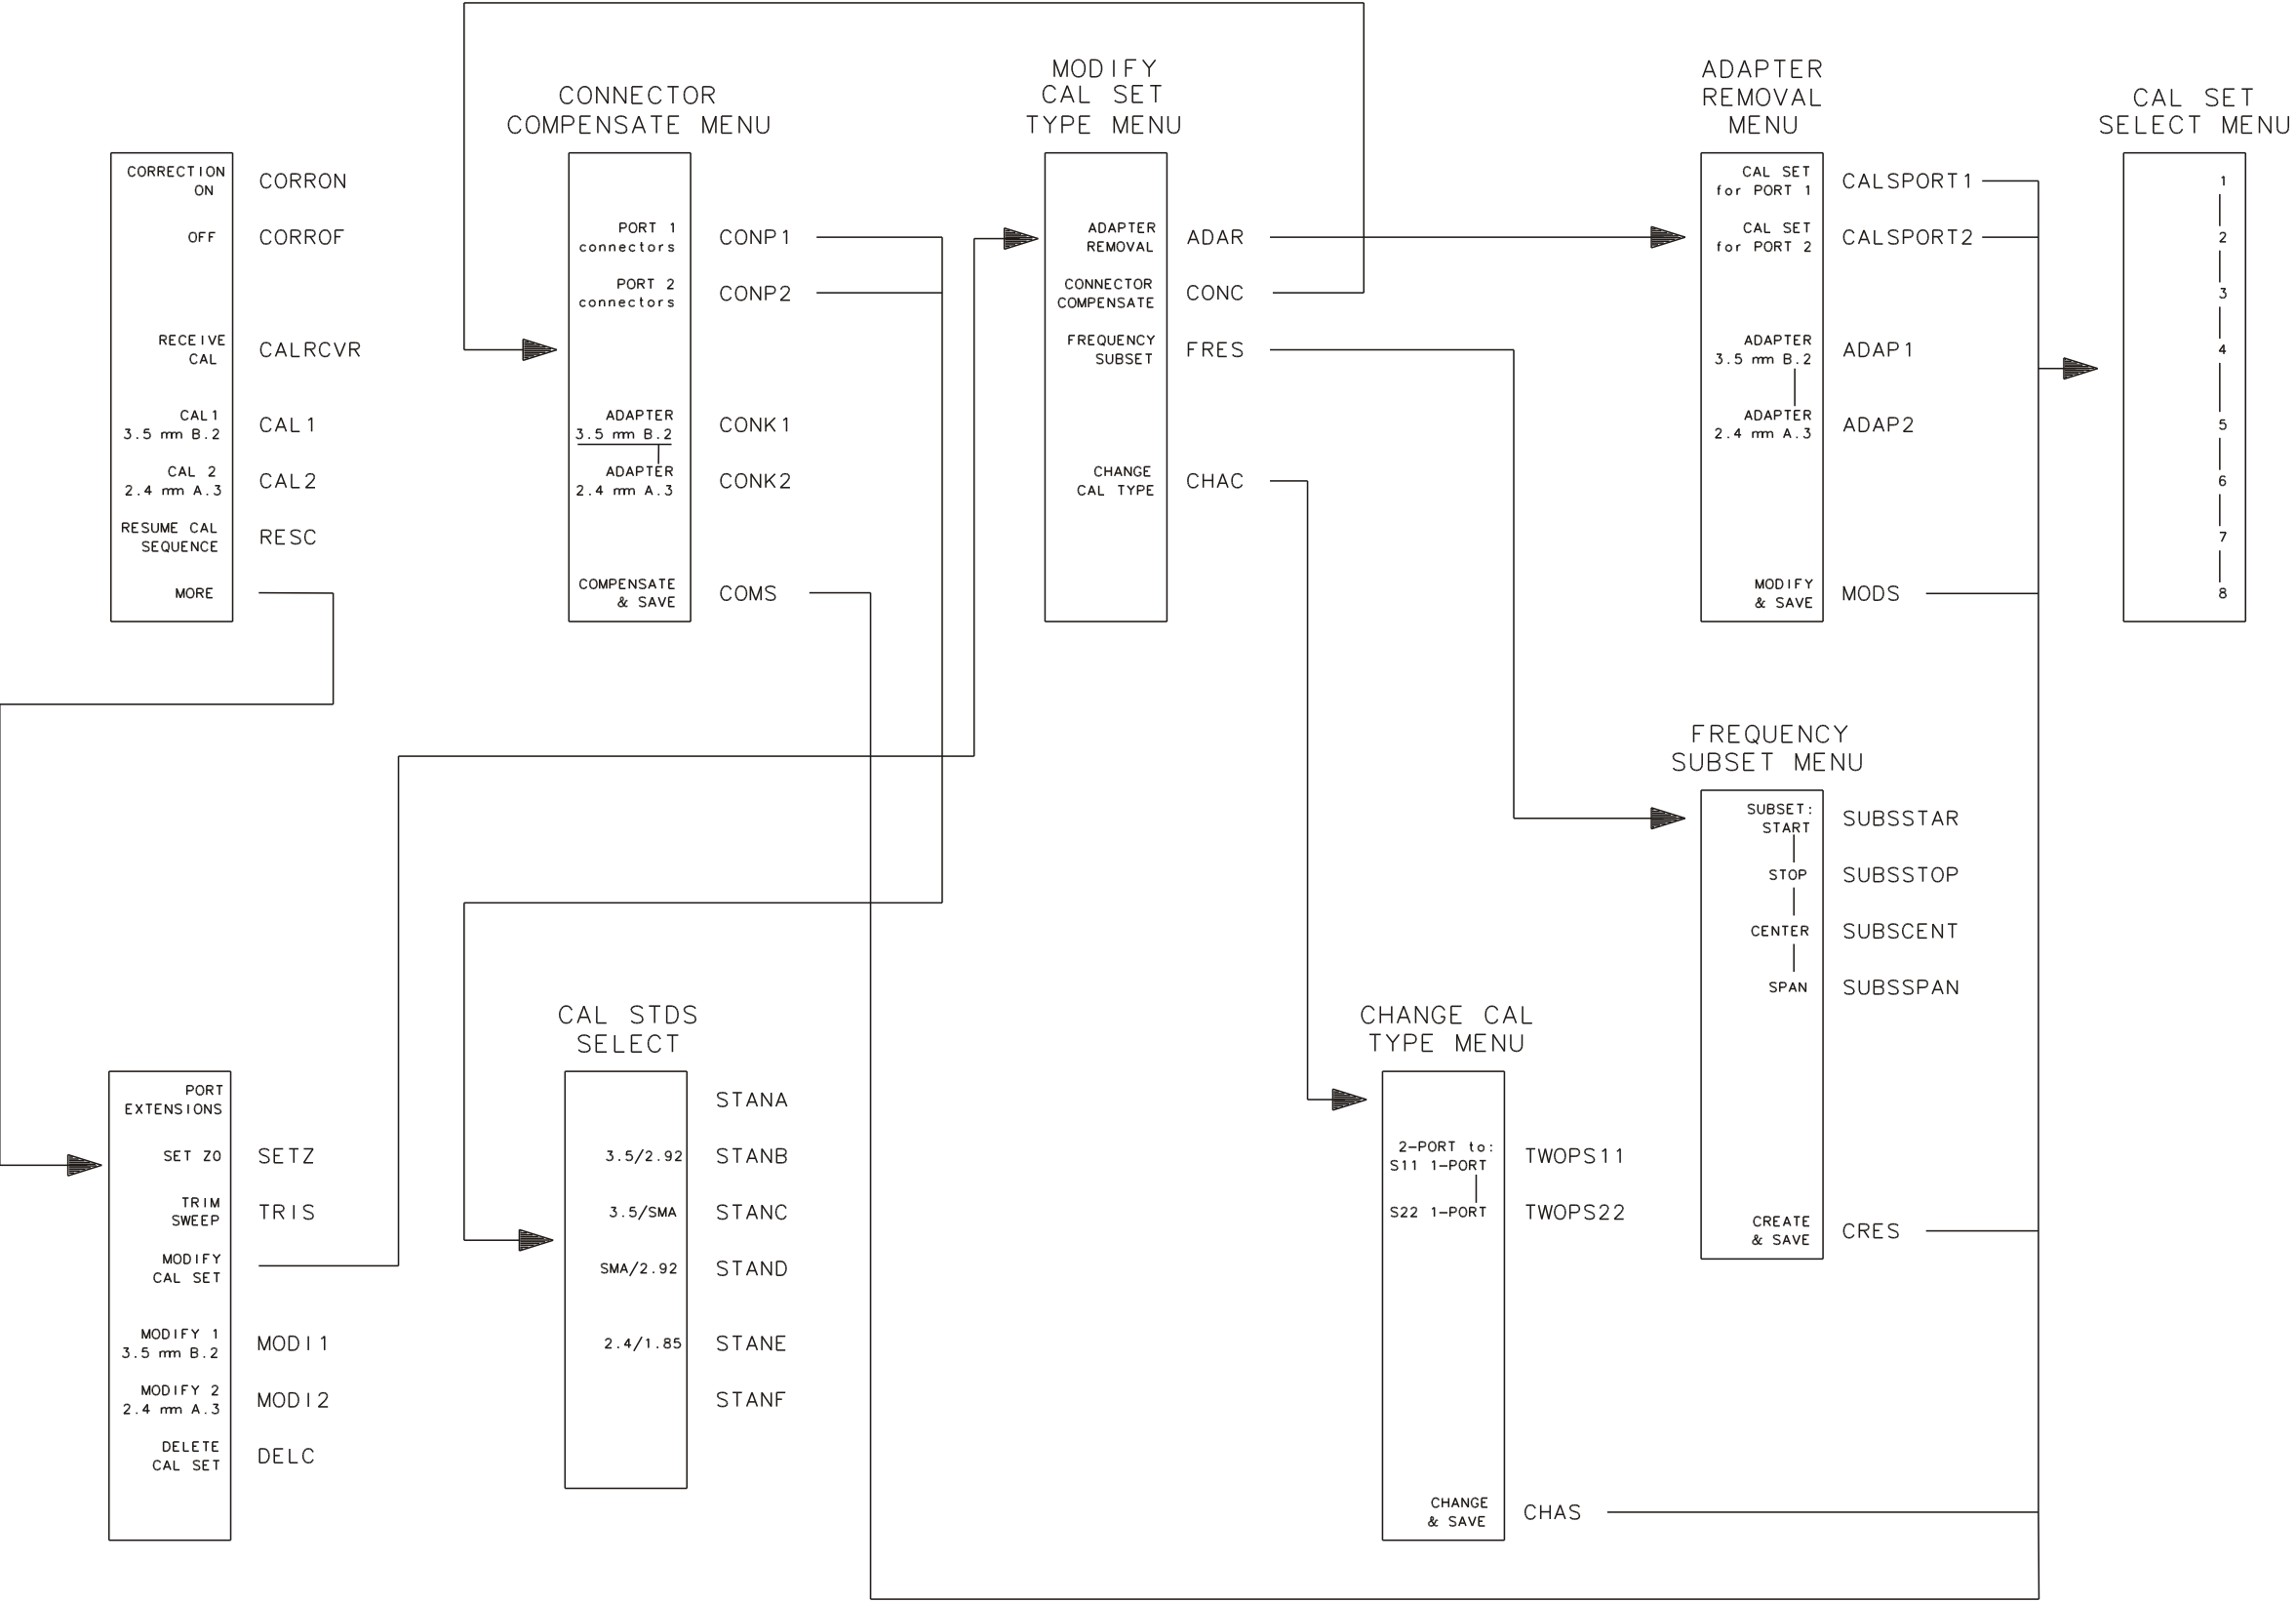 CORRECTION
ON
CORRON
OFF
CORROF
RECEIVE
CAL
CALRCVR
CAL1
3.5 mm B.2
CAL1
CAL 2
2.4 mm A.3
CAL2
RESUME CAL
SEQUENCE
RESC
MORE
CONNECTOR
COMPENSATE MENU
PORT 1
connectors
CONP1
PORT 2
connectors
CONP2
ADAPTER
3.5 mm B.2
CONK1
ADAPTER
2.4 mm A.3
CONK2
COMPENSATE
& SAVE
COMS
MODIFY
CAL SET
TYPE MENU
ADAPTER
REMOVAL
ADAR
CONNECTOR
COMPENSATE
CONC
FREQUENCY
SUBSET
FRES
CHANGE
CAL TYPE
CHAC
ADAPTER
REMOVAL
MENU
CAL SET
for PORT 1
CALSPORT1
CAL SET
for PORT 2
CALSPORT2
ADAPTER
3.5 mm B.2
ADAP1
ADAPTER
2.4 mm A.3
ADAP2
MODIFY
& SAVE
MODS
CAL SET
SELECT MENU
1
2
3
4
5
6
7
8
PORT
EXTENSIONS
SET Z0
SETZ
TRIM
SWEEP
TRIS
MODIFY
CAL SET
MODIFY 1
3.5 mm B.2
MODI1
MODIFY 2
2.4 mm A.3
MODI2
DELETE
CAL SET
DELC
CAL STDS
SELECT
STANA
3.5/2.92
STANB
3.5/SMA
STANC
SMA/2.92
STAND
2.4/1.85
STANE
STANF
CHANGE CAL
TYPE MENU
2-PORT to:
S11 1-PORT
TWOPS11
S22 1-PORT
TWOPS22
CHANGE
& SAVE
CHAS
FREQUENCY
SUBSET MENU
SUBSET:
START
SUBSSTAR
STOP
SUBSSTOP
CENTER
SUBSCENT
SPAN
SUBSSPAN
CREATE
& SAVE
CRES